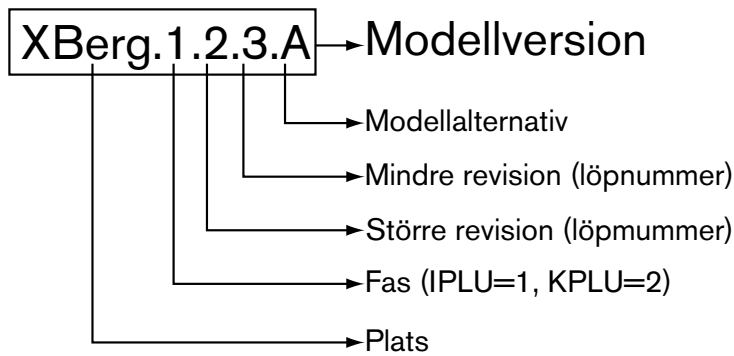 XBerg.1.2.3.A Modellversion
Modellalternativ
Mindre revision (löpnummer)
Större revision (löpmummer)
Fas (IPLU=1, KPLU=2)
Plats